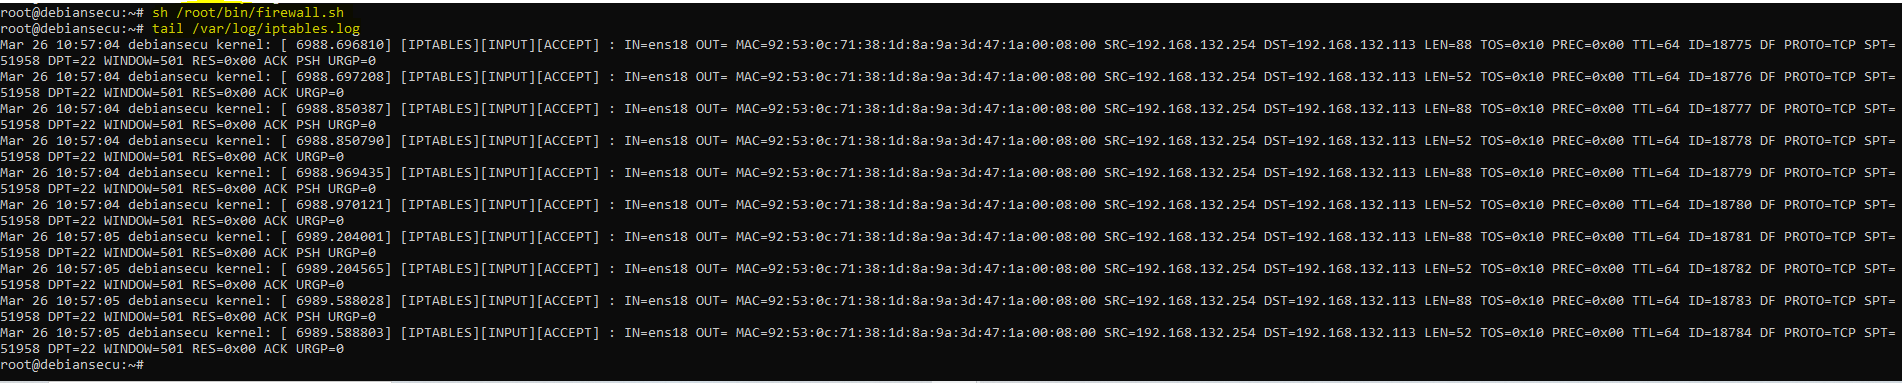 root@debiansecu:~# sh /root/bin/firewall.sh
root@debiansecu:~# tail /var/log/iptables.log
Mar 26 10:57:04 debiansecu kernel: [ 6988.696810] [IPTABLES][INPUT][ACCEPT] : IN=ens18 OUT= MAC=92:53:0c:71:38:1d:8a:9a:3d:47:1a:00:08:00 SRC=192.168.132.254 DST=192.168.132.113 LEN=88 TOS=0x10 PREC=0x00 TTL=64 ID=18775 DF PROTO=TCP SPT=
51958 DPT=22 WINDOW=501 RES=0x00 ACK PSH URGP=0
Mar 26 10:57:04 debiansecu kernel: [ 6988.697208] [IPTABLES][INPUT][ACCEPT] : IN=ens18 OUT= MAC=92:53:0c:71:38:1d:8a:9a:3d:47:1a:00:08:00 SRC=192.168.132.254 DST=192.168.132.113 LEN=52 TOS=0x10 PREC=0x00 TTL=64 ID=18776 DF PROTO=TCP SPT=
51958 DPT=22 WINDOW=501 RES=0x00 ACK URGP=0
Mar 26 10:57:04 debiansecu kernel: [ 6988.850387] [IPTABLES][INPUT][ACCEPT] : IN=ens18 OUT= MAC=92:53:0c:71:38:1d:8a:9a:3d:47:1a:00:08:00 SRC=192.168.132.254 DST=192.168.132.113 LEN=88 TOS=0x10 PREC=0x00 TTL=64 ID=18777 DF PROTO=TCP SPT=
51958 DPT=22 WINDOW=501 RES=0x00 ACK PSH URGP=0
Mar 26 10:57:04 debiansecu kernel: [ 6988.850790] [IPTABLES][INPUT][ACCEPT] : IN=ens18 OUT= MAC=92:53:0c:71:38:1d:8a:9a:3d:47:1a:00:08:00 SRC=192.168.132.254 DST=192.168.132.113 LEN=52 TOS=0x10 PREC=0x00 TTL=64 ID=18778 DF PROTO=TCP SPT=
51958 DPT=22 WINDOW=501 RES=0x00 ACK URGP=0
Mar 26 10:57:04 debiansecu kernel: [ 6988.969435] [IPTABLES][INPUT][ACCEPT] : IN=ens18 OUT= MAC=92:53:0c:71:38:1d:8a:9a:3d:47:1a:00:08:00 SRC=192.168.132.254 DST=192.168.132.113 LEN=88 TOS=0x10 PREC=0x00 TTL=64 ID=18779 DF PROTO=TCP SPT=
51958 DPT=22 WINDOW=501 RES=0x00 ACK PSH URGP=0
Mar 26 10:57:04 debiansecu kernel: [ 6988.970121] [IPTABLES][INPUT][ACCEPT] : IN=ens18 OUT= MAC=92:53:0c:71:38:1d:8a:9a:3d:47:1a:00:08:00 SRC=192.168.132.254 DST=192.168.132.113 LEN=52 TOS=0x10 PREC=0x00 TTL=64 ID=18780 DF PROTO=TCP SPT=
51958 DPT=22 WINDOW=501 RES=0x00 ACK URGP=0
Mar 26 10:57:05 debiansecu kernel: [ 6989.204001] [IPTABLES][INPUT][ACCEPT] : IN=ens18 OUT= MAC=92:53:0c:71:38:1d:8a:9a:3d:47:1a:00:08:00 SRC=192.168.132.254 DST=192.168.132.113 LEN=88 TOS=0x10 PREC=0x00 TTL=64 ID=18781 DF PROTO=TCP SPT=
51958 DPT=22 WINDOW=501 RES=0x00 ACK PSH URGP=0
Mar 26 10:57:05 debiansecu kernel: [ 6989.204565] [IPTABLES][INPUT][ACCEPT] : IN=ens18 OUT= MAC=92:53:0c:71:38:1d:8a:9a:3d:47:1a:00:08:00 SRC=192.168.132.254 DST=192.168.132.113 LEN=52 TOS=0x10 PREC=0x00 TTL=64 ID=18782 DF PROTO=TCP SPT=
51958 DPT=22 WINDOW=501 RES=0x00 ACK URGP=0
Mar 26 10:57:05 debiansecu kernel: [ 6989.588028] [IPTABLES][INPUT][ACCEPT] : IN=ens18 OUT= MAC=92:53:0c:71:38:1d:8a:9a:3d:47:1a:00:08:00 SRC=192.168.132.254 DST=192.168.132.113 LEN=88 TOS=0x10 PREC=0x00 TTL=64 ID=18783 DF PROTO=TCP SPT=
51958 DPT=22 WINDOW=501 RES=0x00 ACK PSH URGP=0
Mar 26 10:57:05 debiansecu kernel: [ 6989.588803] [IPTABLES][INPUT][ACCEPT] : IN=ens18 OUT= MAC=92:53:0c:71:38:1d:8a:9a:3d:47:1a:00:08:00 SRC=192.168.132.254 DST=192.168.132.113 LEN=52 TOS=0x10 PREC=0x00 TTL=64 ID=18784 DF PROTO=TCP SPT=
51958 DPT=22 WINDOW=501 RES=0x00 ACK URGP=0
root@debiansecu:~#